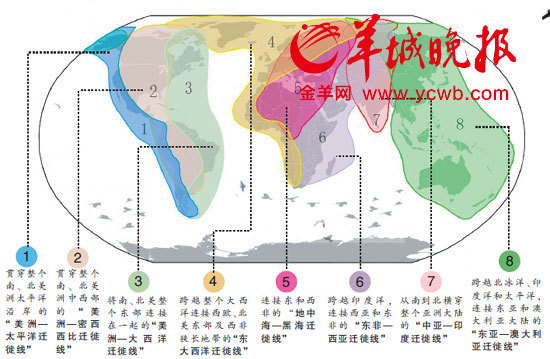 羊城晚报
金羊网 www.ycwb.com
4
2
3
5
1
6
7
8
1
贯穿整个
南、北美
洲太平洋
沿岸的
“美洲—
太平洋迁
徙线”
2
贯穿整个
南、北美
洲中西部
的“美
洲—密西
西比迁徙
线”
3
将南、北美整
个东部连接
在一起的“美
洲—大西洋
迁徙线”
4
跨越整个大西
洋连接西欧、北
美东部及西非
狭长地带的“东
大西洋迁徙线”
5
连接东和西
非的“地中
海—黑海迁
徙线”
6
跨越印度洋,
连接西亚和东
非的“东非—
西亚迁徙线”
7
从南到北横穿
整个亚洲大陆
的“中亚—印
度迁徙线”
8
跨越北冰洋、印
度洋和太平洋,
连接东亚和澳
大利亚大陆的
“东亚—澳大利
亚迁徙线”